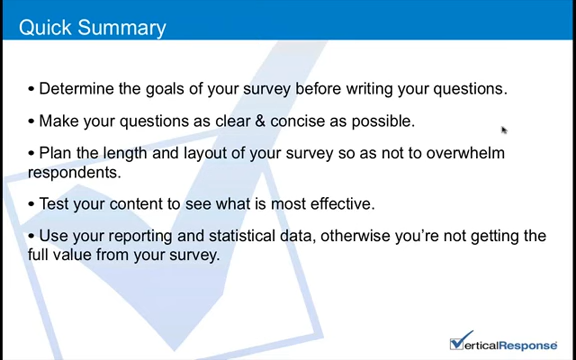 Quick Summary
• Determine the goals of your survey before writing your questions.
• Make your questions as clear & concise as possible.
• Plan the length and layout of your survey so as not to overwhelm
respondents.
• Test your content to see what is most effective.
• Use your reporting and statistical data, otherwise you're not getting the
full value from your survey.
VerticalResponse